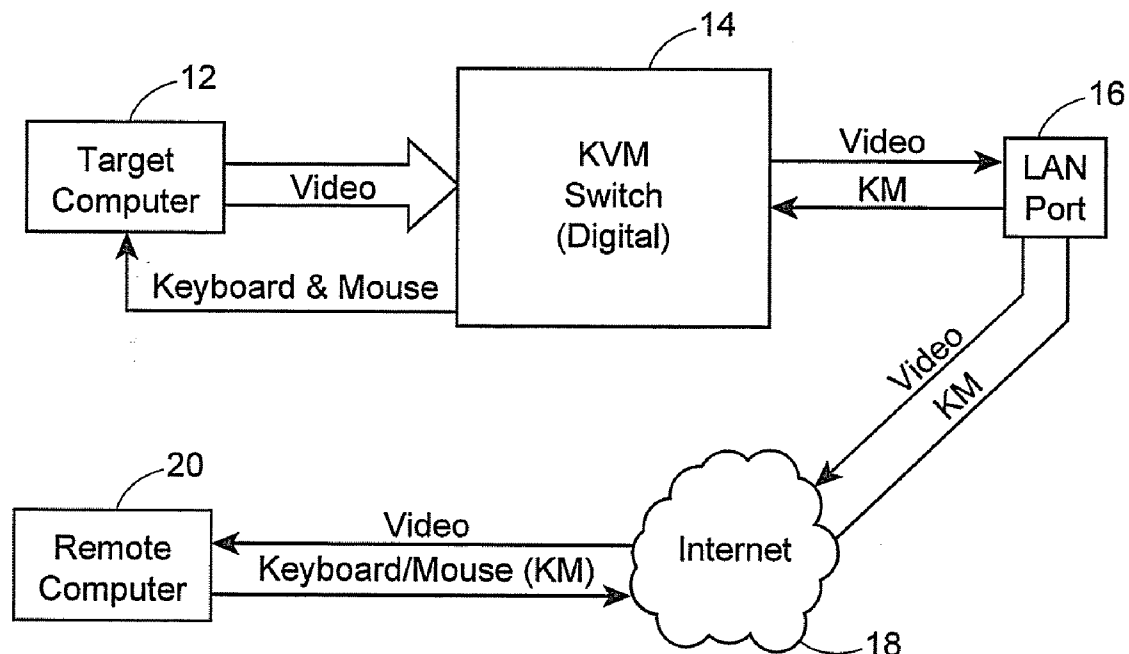 14
12
16
Target
Computer
Video
KVM
Switch
(Digital)
Video
KM
LAN
Port
Keyboard & Mouse
Video
KM
20
Remote
Computer
Video
Keyboard/Mouse (KM)
Internet
18